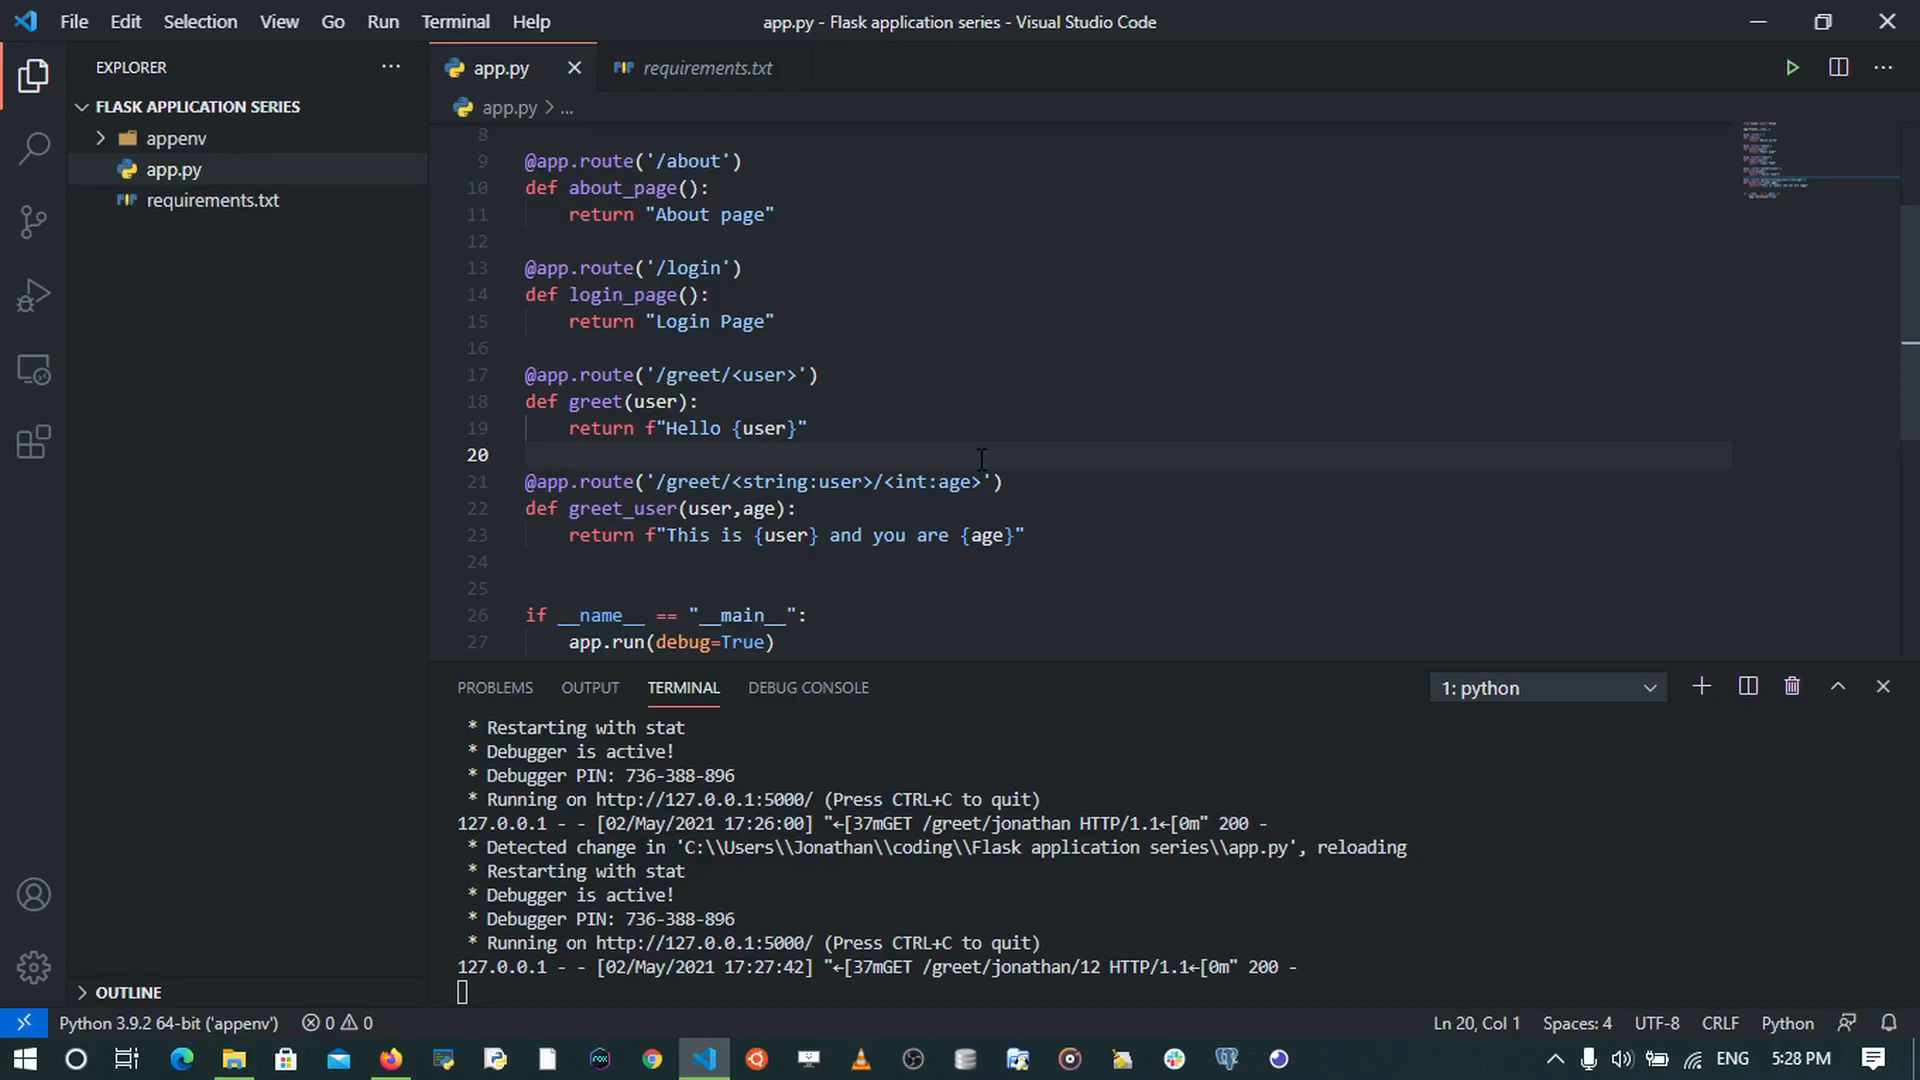 File Edit Selection View Go Run Terminal Help
app.py - Flask application series - Visual Studio Code
EXPLORER
FLASK APPLICATION SERIES
appenv
app.py
requirements.txt
OUTLINE
app.py
requirements.txt
app.py > ...
8
9 @app.route('/about')
10 def about_page():
11 return "About page"
12
13 @app.route('/login')
14 def login_page():
15 return "Login Page"
16
17 @app.route('/greet/<user>')
18 def greet(user):
19 return f"Hello {user}"
20
21 @app.route('/greet/<string:user>/<int:age>')
22 def greet_user(user,age):
23 return f"This is {user} and you are {age}"
24
25
26 if __name__ == "__main__":
27 app.run(debug=True)
PROBLEMS OUTPUT TERMINAL DEBUG CONSOLE
1: python
* Restarting with stat
* Debugger is active!
* Debugger PIN: 736-388-896
* Running on http://127.0.0.1:5000/ (Press CTRL+C to quit)
127.0.0.1 - - [02/May/2021 17:26:00] "←[37mGET /greet/jonathan HTTP/1.1←[0m" 200 -
* Detected change in 'C:\\Users\\Jonathan\\coding\\Flask application series\\app.py', reloading
* Restarting with stat
* Debugger is active!
* Debugger PIN: 736-388-896
* Running on http://127.0.0.1:5000/ (Press CTRL+C to quit)
127.0.0.1 - - [02/May/2021 17:27:42] "←[37mGET /greet/jonathan/12 HTTP/1.1←[0m" 200 -
Python 3.9.2 64-bit ('appenv') 0 0
Ln 20, Col 1 Spaces: 4 UTF-8 CRLF Python
ENG 5:28 PM